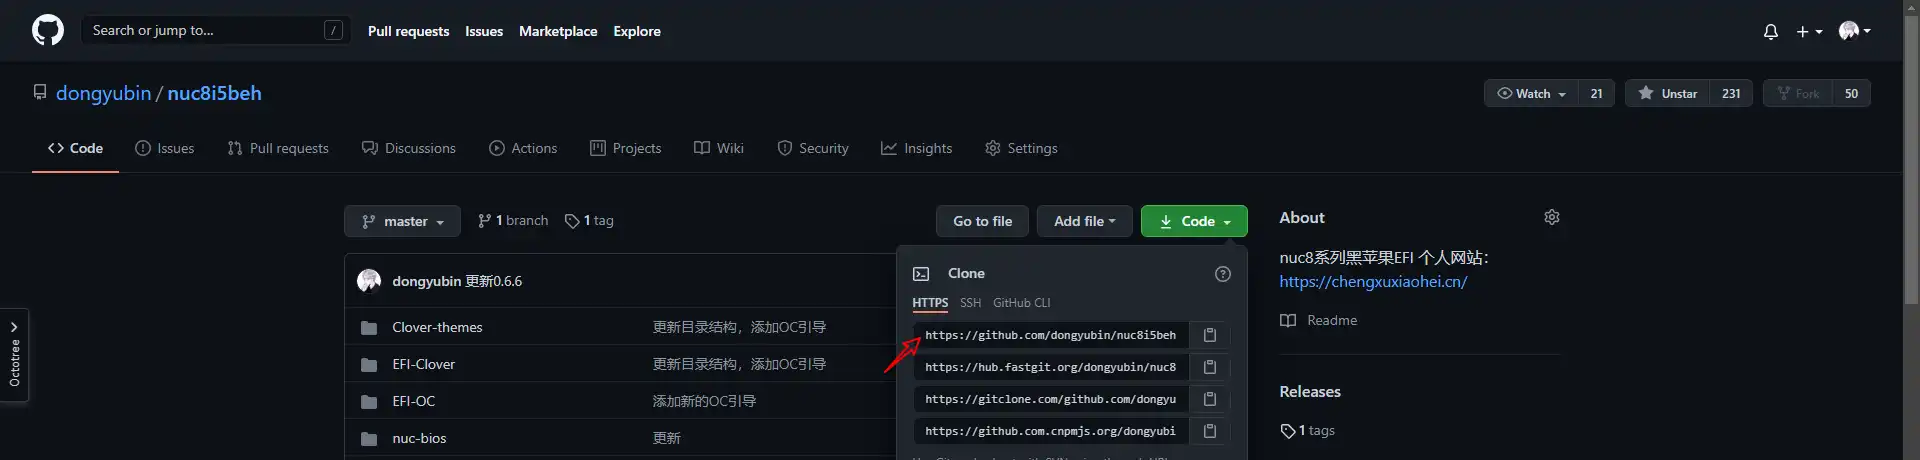 Search or jump to... /
Pull requests Issues Marketplace Explore
dongyubin / nuc8i5beh
Watch 21 Unstar 231 Fork 50
Code Issues Pull requests Discussions Actions Projects Wiki Security Insights Settings
master 1 branch 1 tag
Go to file Add file Code
About
nuc8系列黑苹果EFI 个人网站：
https://chengxuxiaohei.cn/
Readme
Releases
1 tags
dongyubin 更新0.6.6
Clover-themes 更新目录结构，添加OC引导
EFI-Clover 更新目录结构，添加OC引导
EFI-OC 添加新的OC引导
nuc-bios 更新
Clone
HTTPS SSH GitHub CLI
https://github.com/dongyubin/nuc8i5beh
https://hub.fastgit.org/dongyubin/nuc8
https://gitclone.com/github.com/dongyu
https://github.com.cnpmjs.org/dongyubi
Octotree